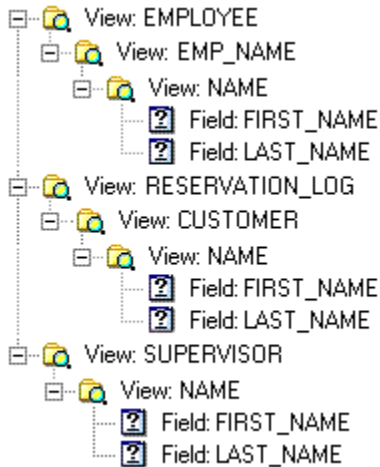 View: EMPLOYEE
View: EMP_NAME
View: NAME
Field: FIRST_NAME
Field: LAST_NAME
View: RESERVATION_LOG
View: CUSTOMER
View: NAME
Field: FIRST_NAME
Field: LAST_NAME
View: SUPERVISOR
View: NAME
Field: FIRST_NAME
Field: LAST_NAME